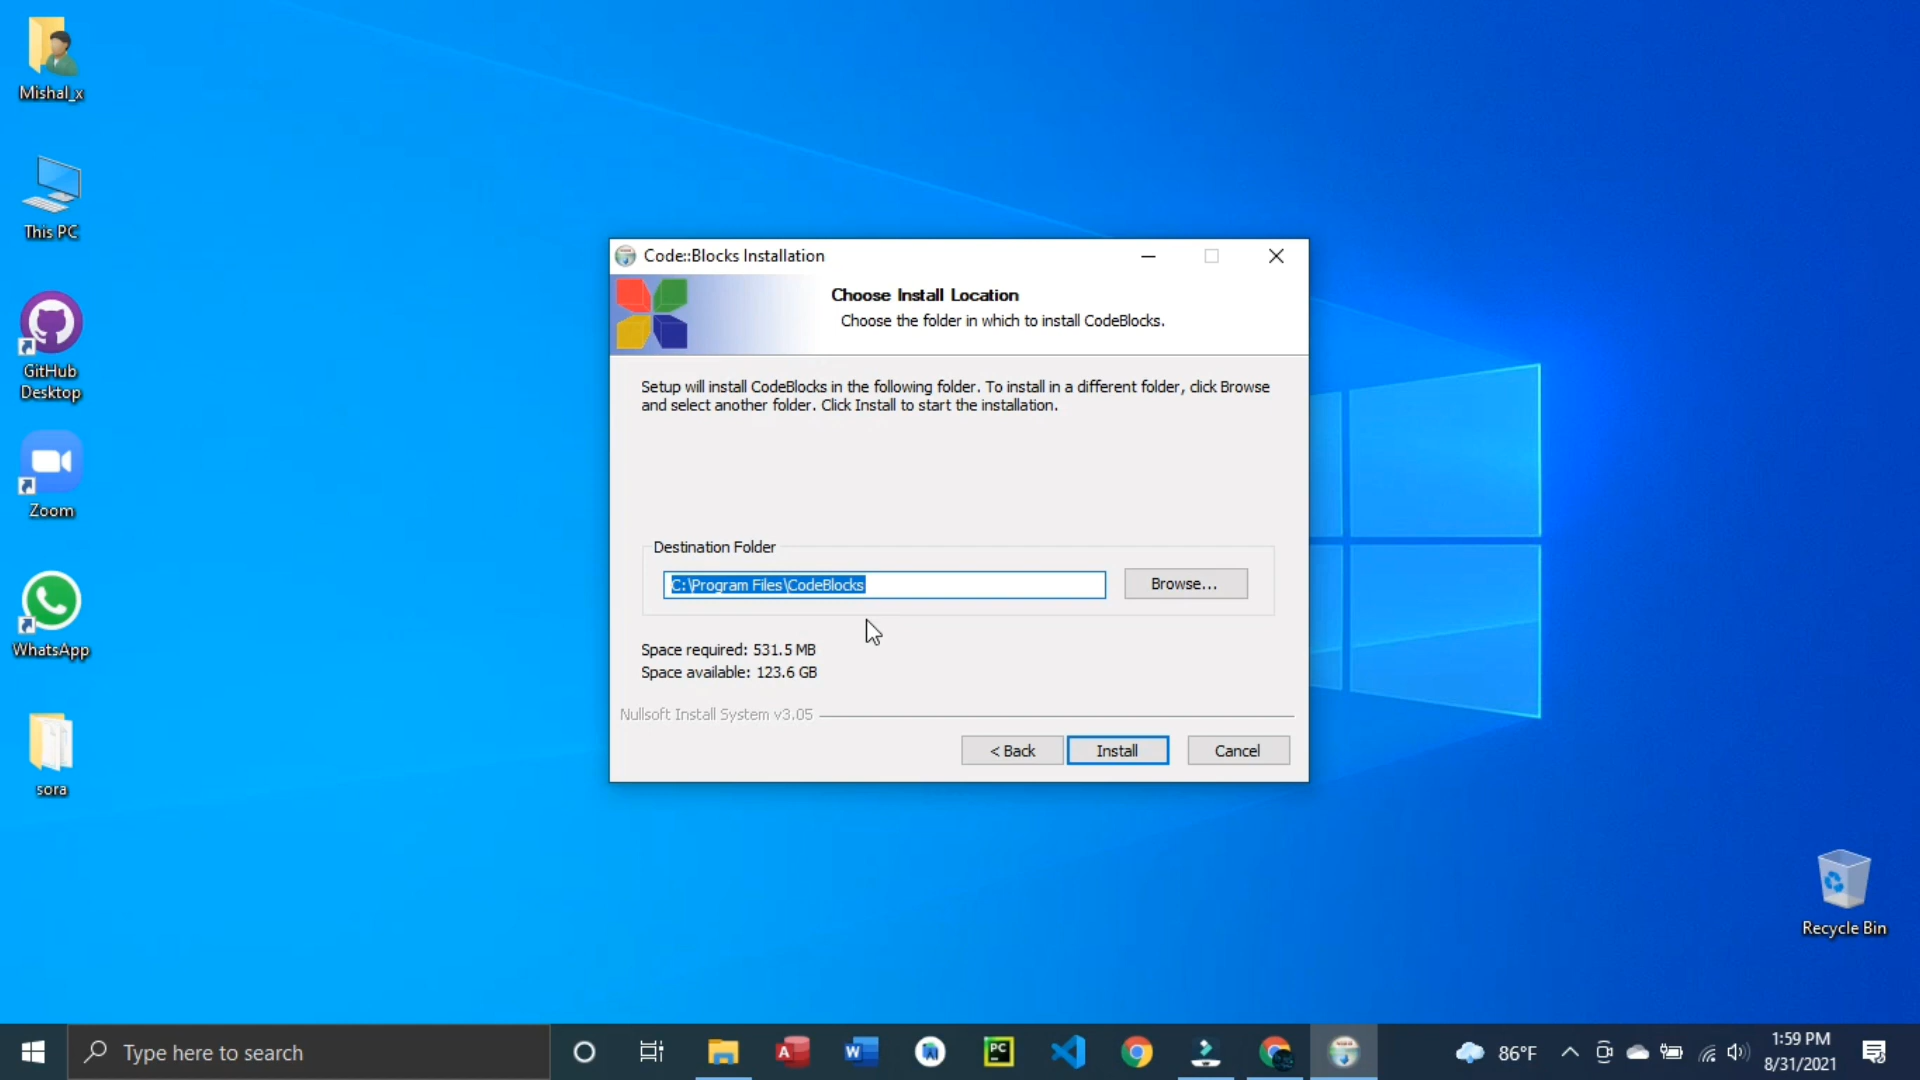 Mishal_x
This PC
GitHub
Desktop
Zoom
WhatsApp
sora
Code::Blocks Installation
Choose Install Location
Choose the folder in which to install CodeBlocks.
Setup will install CodeBlocks in the following folder. To install in a different folder, click Browse
and select another folder. Click Install to start the installation.
Destination Folder
C:\Program Files\CodeBlocks
Browse...
Space required: 531.5 MB
Space available: 123.6 GB
Nullsoft Install System v3.05
< Back
Install
Cancel
Recycle Bin
Type here to search
A
W
PC
86°F
1:59 PM
8/31/2021